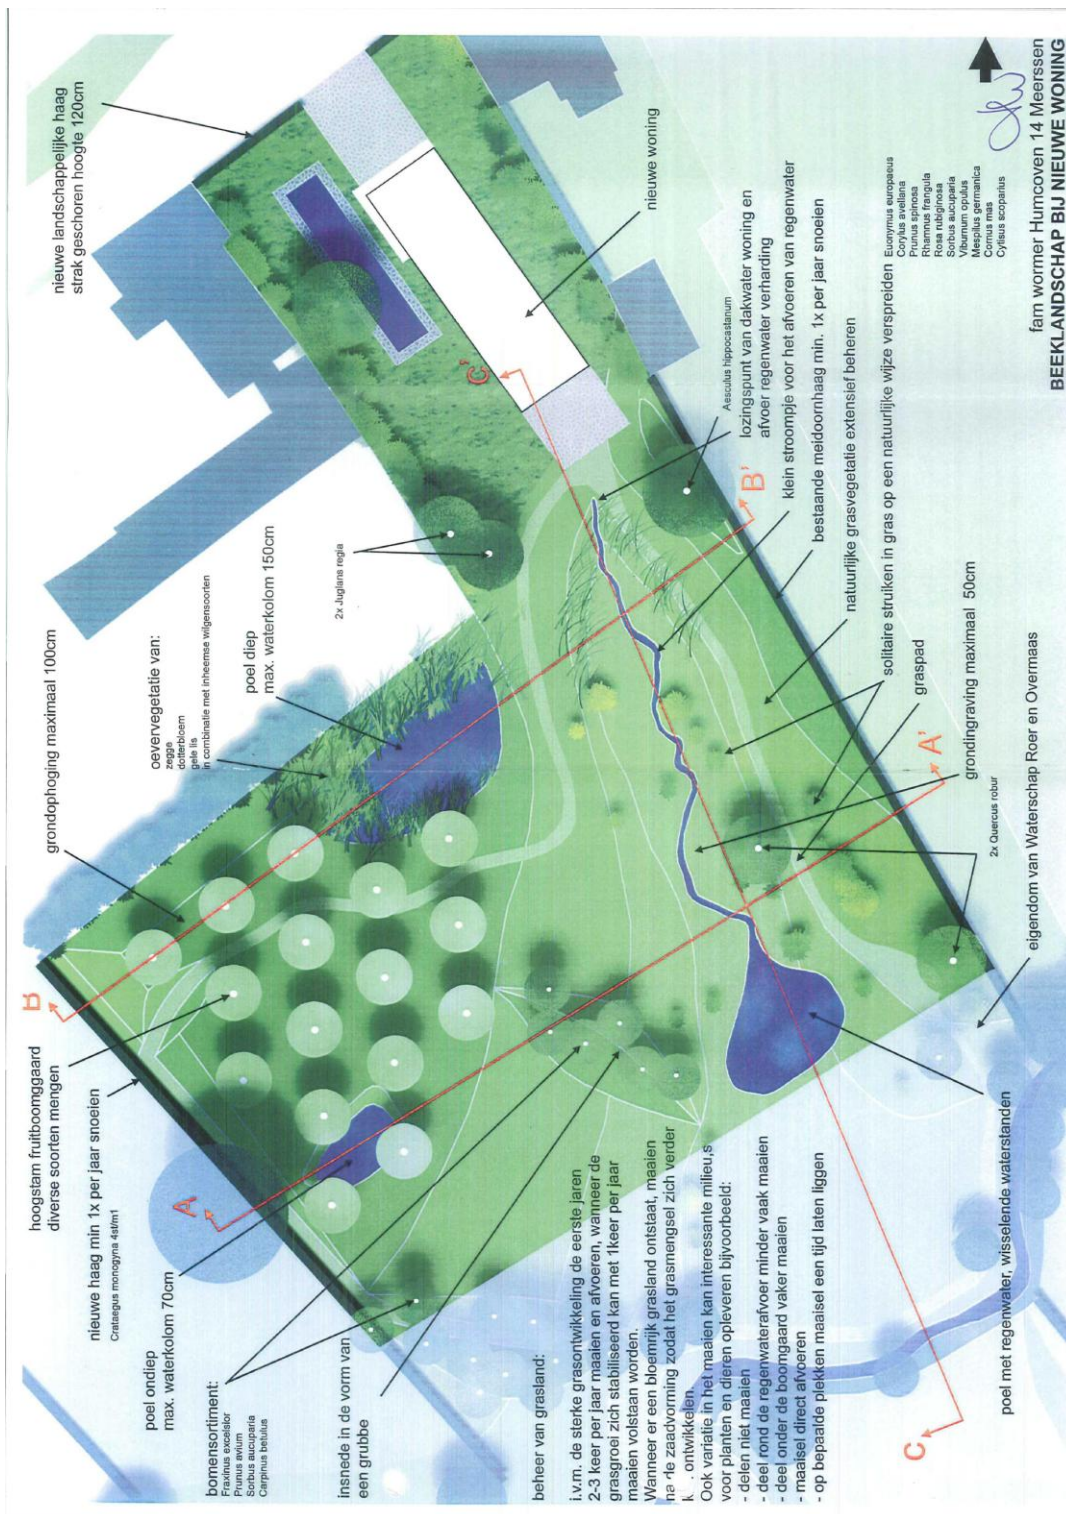 nieuwe landschappelijke haag
strak geschoren hoogte 120cm
grondophoging maximaal 100cm
oevervegetatie van:
zegge
dotterbloem
gele lis
in combinatie met inheemse wilgensoorten
poel diep
max. waterkolom 150cm
2x Juglans regia
hoogstam fruitboomggaard
diverse soorten mengen
nieuwe haag min 1x per jaar snoeien
Crataegus monogyna 4st/m1
poel ondiep
max. waterkolom 70cm
bomensortiment:
Fraxinus excelsior
Prunus avium
Sorbus aucuparia
Carpinus betulus
insnede in de vorm van
een grubbe
beheer van grasland:
i.v.m. de sterke grasontwikkeling de eerste jaren
2-3 keer per jaar maaien en afvoeren, wanneer de
grasgroei zich stabiliseerd kan met 1keer per jaar
maaien volstaan worden.
Wanneer er een bloemrijk grasland ontstaat, maaien
na de zaadvorming zodat het grasmengsel zich verder
ontwikkelen.
Ook variatie in het maaien kan interessante milieu,s
voor planten en dieren opleveren bijvoorbeeld:
- delen niet maaien
- deel rond de regenwaterafvoer minder vaak maaien
- deel onder de boomgaard vaker maaien
- maaisel direct afvoeren
- op bepaalde plekken maaisel een tijd laten liggen
B
A
C
C'
B'
A'
nieuwe woning
Aesculus hippocastanum
lozingspunt van dakwater woning en
afvoer regenwater verharding
klein stroompje voor het afvoeren van regenwater
bestaande meidoornhaag min. 1x per jaar snoeien
natuurlijke grasvegetatie extensief beheren
solitaire struiken in gras op een natuurlijke wijze verspreiden
Euonymus europaeus
Corylus avellana
Prunus spinosa
Rhamnus frangula
Rosa rubiginosa
Sorbus aucuparia
Viburnum opulus
Mespilus germanica
Cornus mas
Cytisus scoparius
graspad
grondingraving maximaal 50cm
2x Quercus robur
eigendom van Waterschap Roer en Overmaas
poel met regenwater, wisselende waterstanden
fam wormer Humcoven 14 Meerssen
BEEKLANDSCHAP BIJ NIEUWE WONING